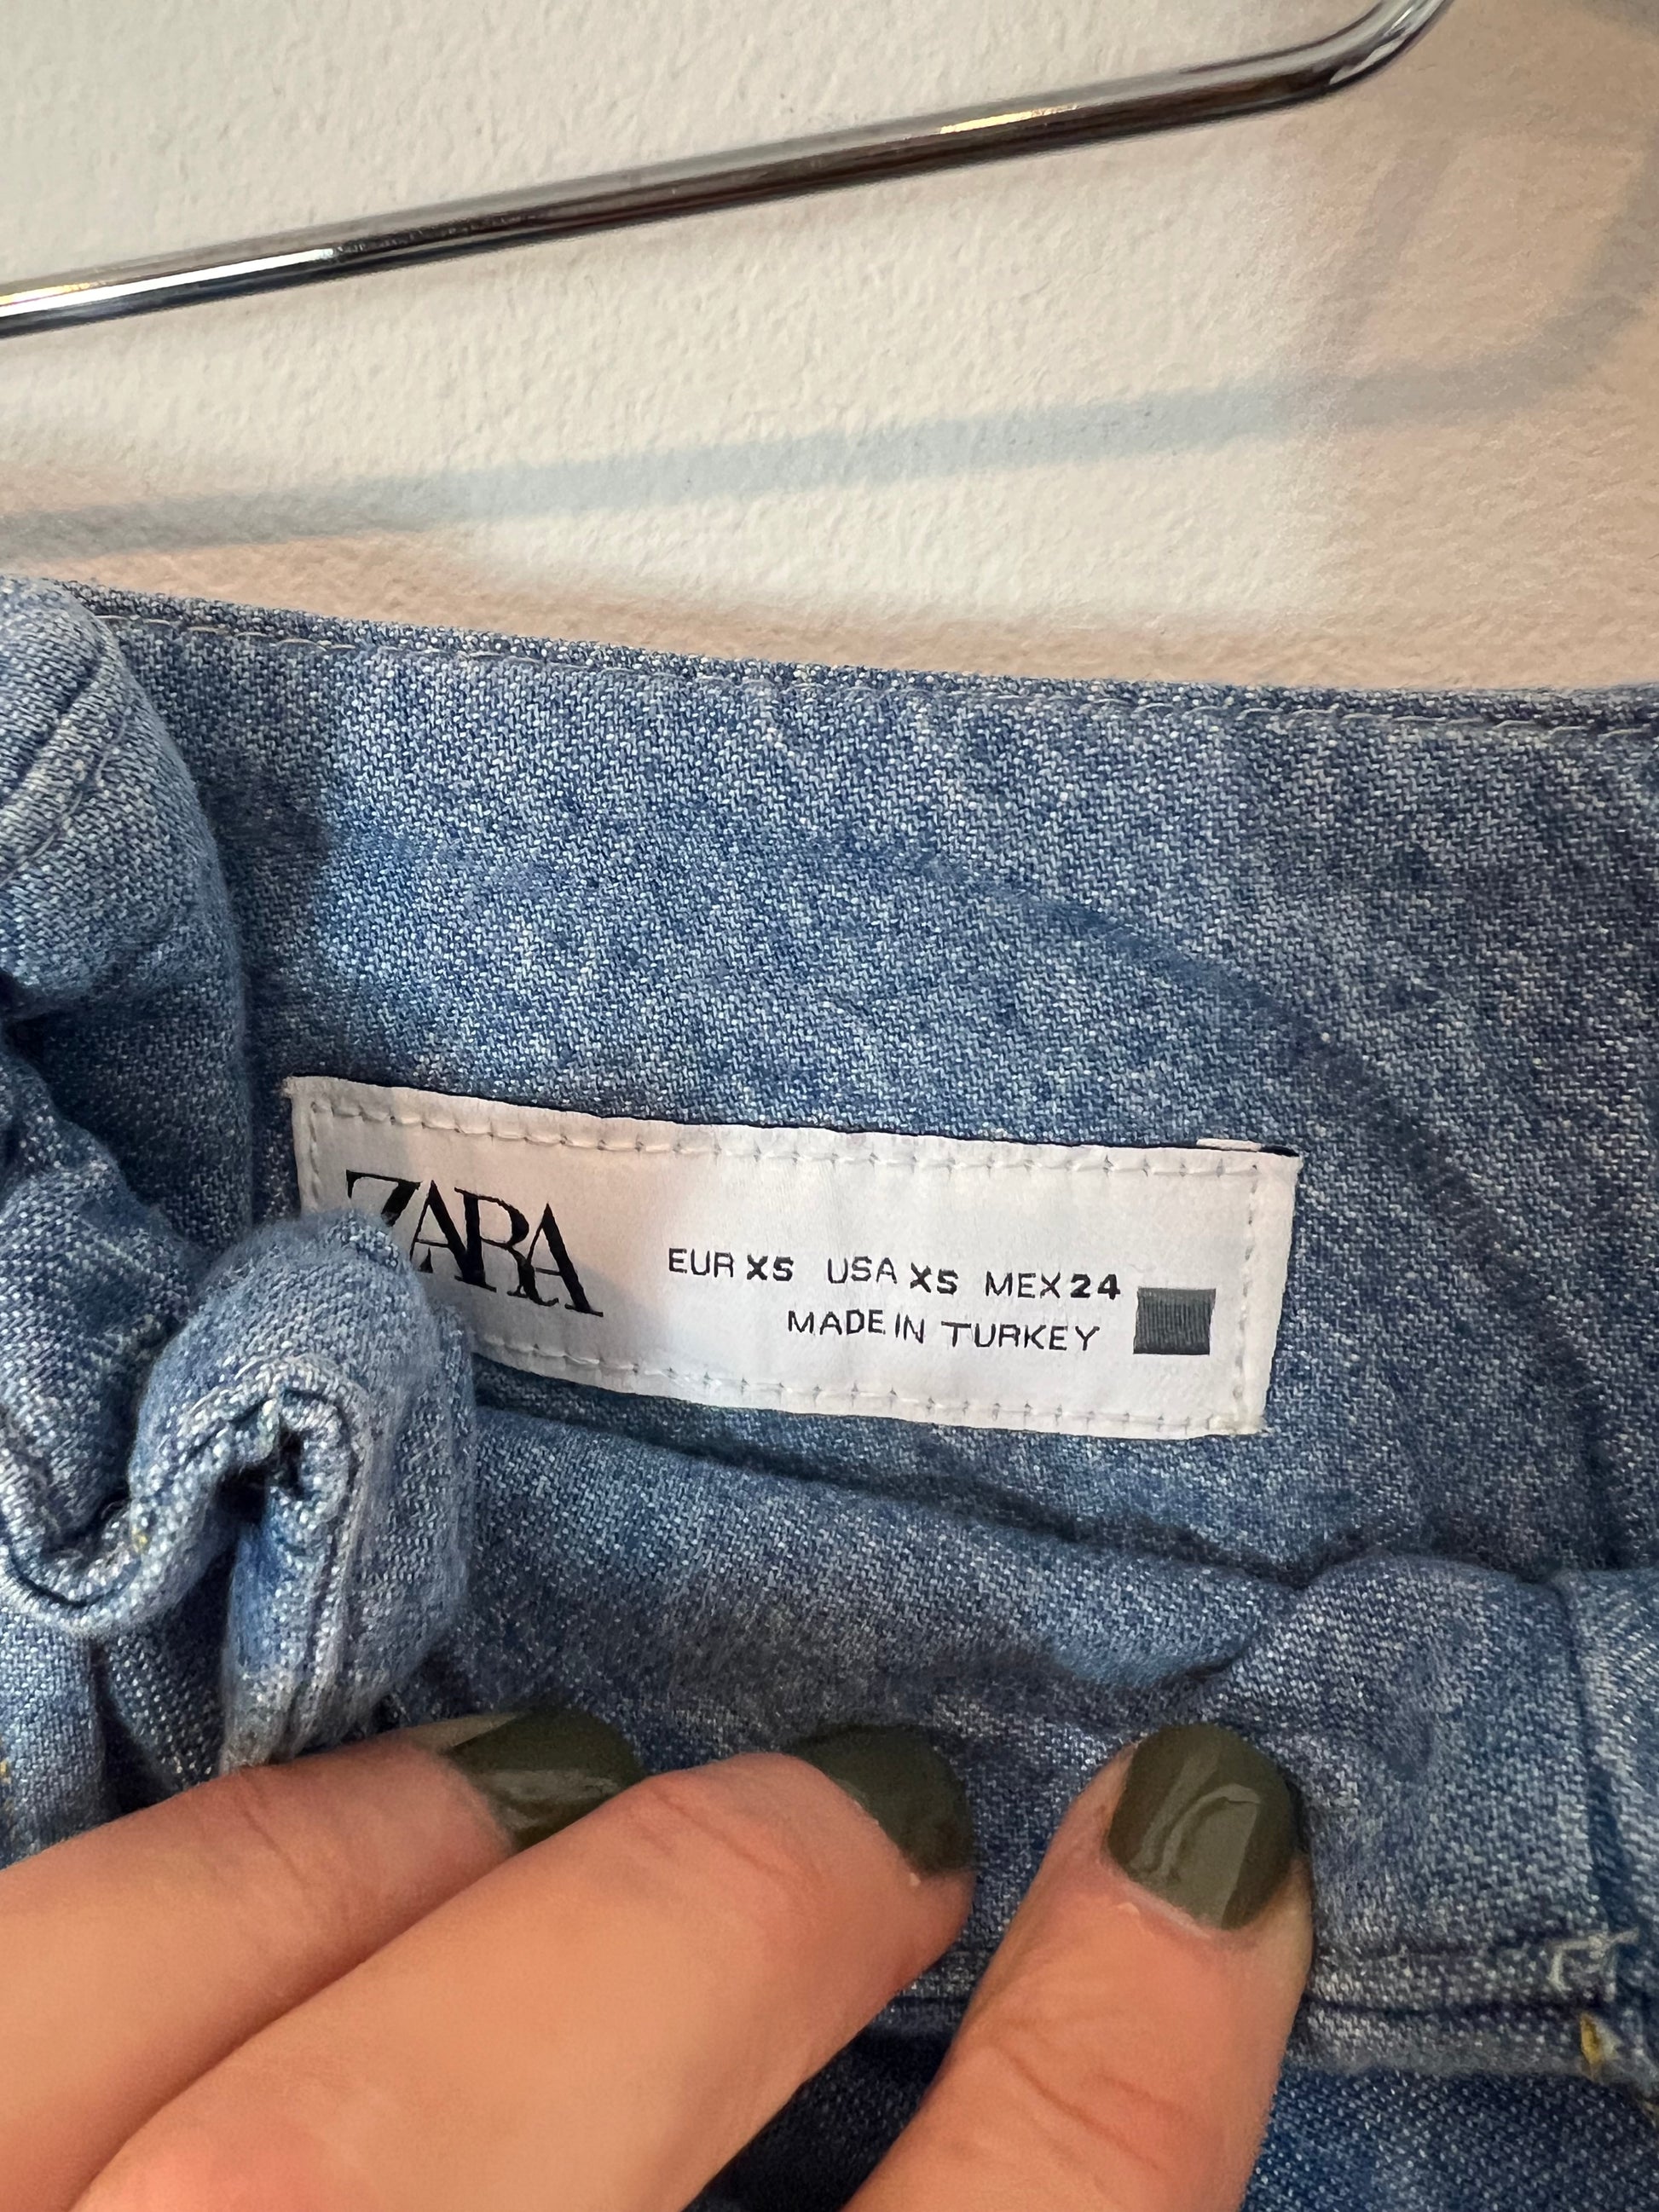 ZARA
EUR XS USA XS MEX 24
MADE IN TURKEY